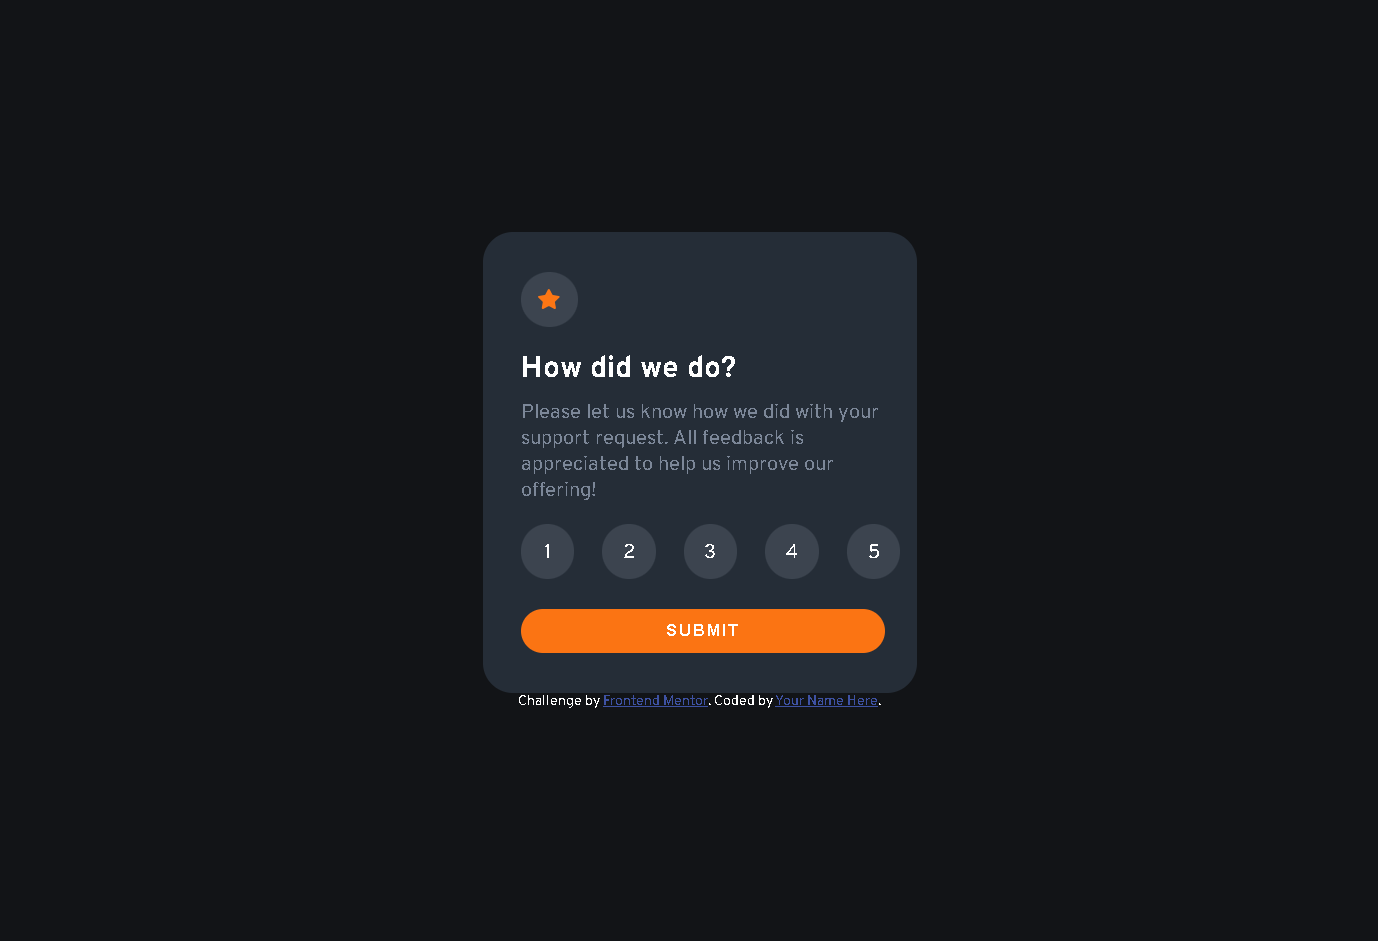 How did we do?
Please let us know how we did with your
support request. All feedback is
appreciated to help us improve our
offering!
1 2 3 4 5
SUBMIT
Challenge by Frontend Mentor. Coded by Your Name Here.